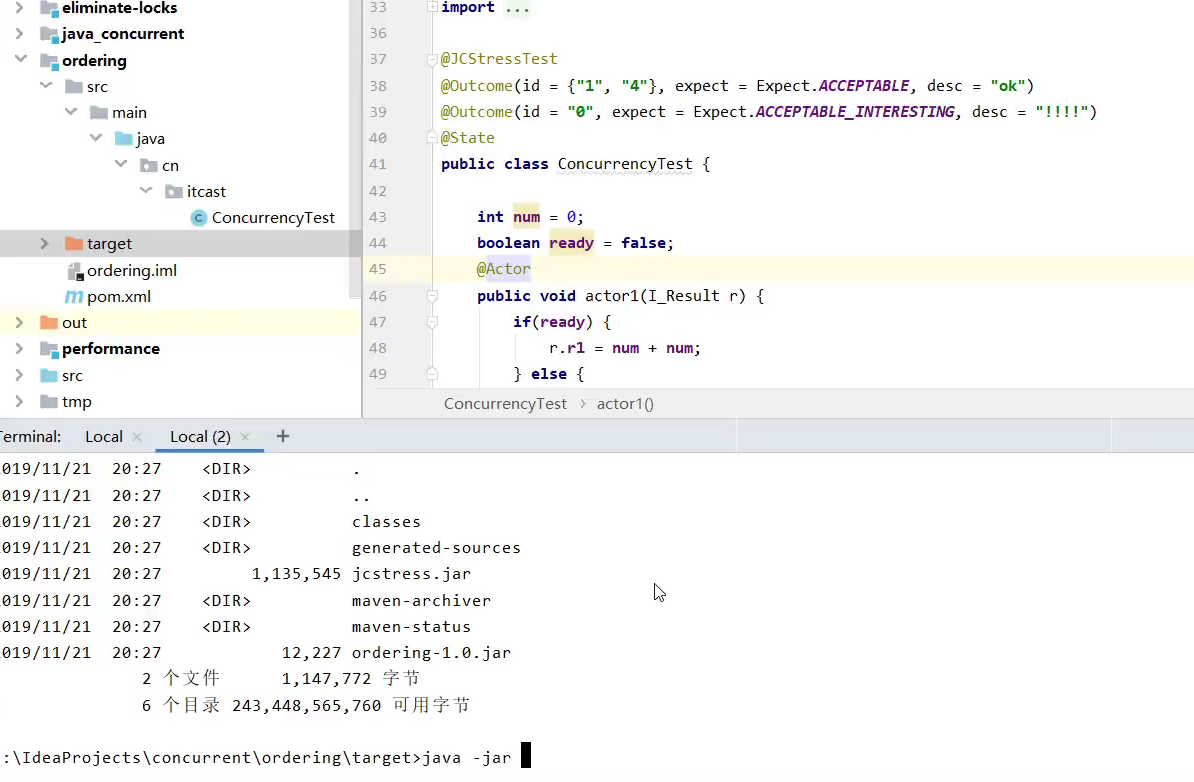 eliminate-locks
java_concurrent
ordering
src
main
java
cn
itcast
ConcurrencyTest
target
ordering.iml
pom.xml
out
performance
src
tmp
33 import ...
36
37 @JCStressTest
38 @Outcome(id = {"1", "4"}, expect = Expect.ACCEPTABLE, desc = "ok")
39 @Outcome(id = "0", expect = Expect.ACCEPTABLE_INTERESTING, desc = "!!!!")
40 @State
41 public class ConcurrencyTest {
42
43 int num = 0;
44 boolean ready = false;
45 @Actor
46 public void actor1(I_Result r) {
47 if(ready) {
48 r.r1 = num + num;
49 } else {
ConcurrencyTest > actor1()
Terminal: Local × Local (2) × +
019/11/21 20:27 <DIR> .
019/11/21 20:27 <DIR> ..
019/11/21 20:27 <DIR> classes
019/11/21 20:27 <DIR> generated-sources
019/11/21 20:27 1,135,545 jcstress.jar
019/11/21 20:27 <DIR> maven-archiver
019/11/21 20:27 <DIR> maven-status
019/11/21 20:27 12,227 ordering-1.0.jar
2 个文件 1,147,772 字节
6 个目录 243,448,565,760 可用字节
:\IdeaProjects\concurrent\ordering\target>java -jar